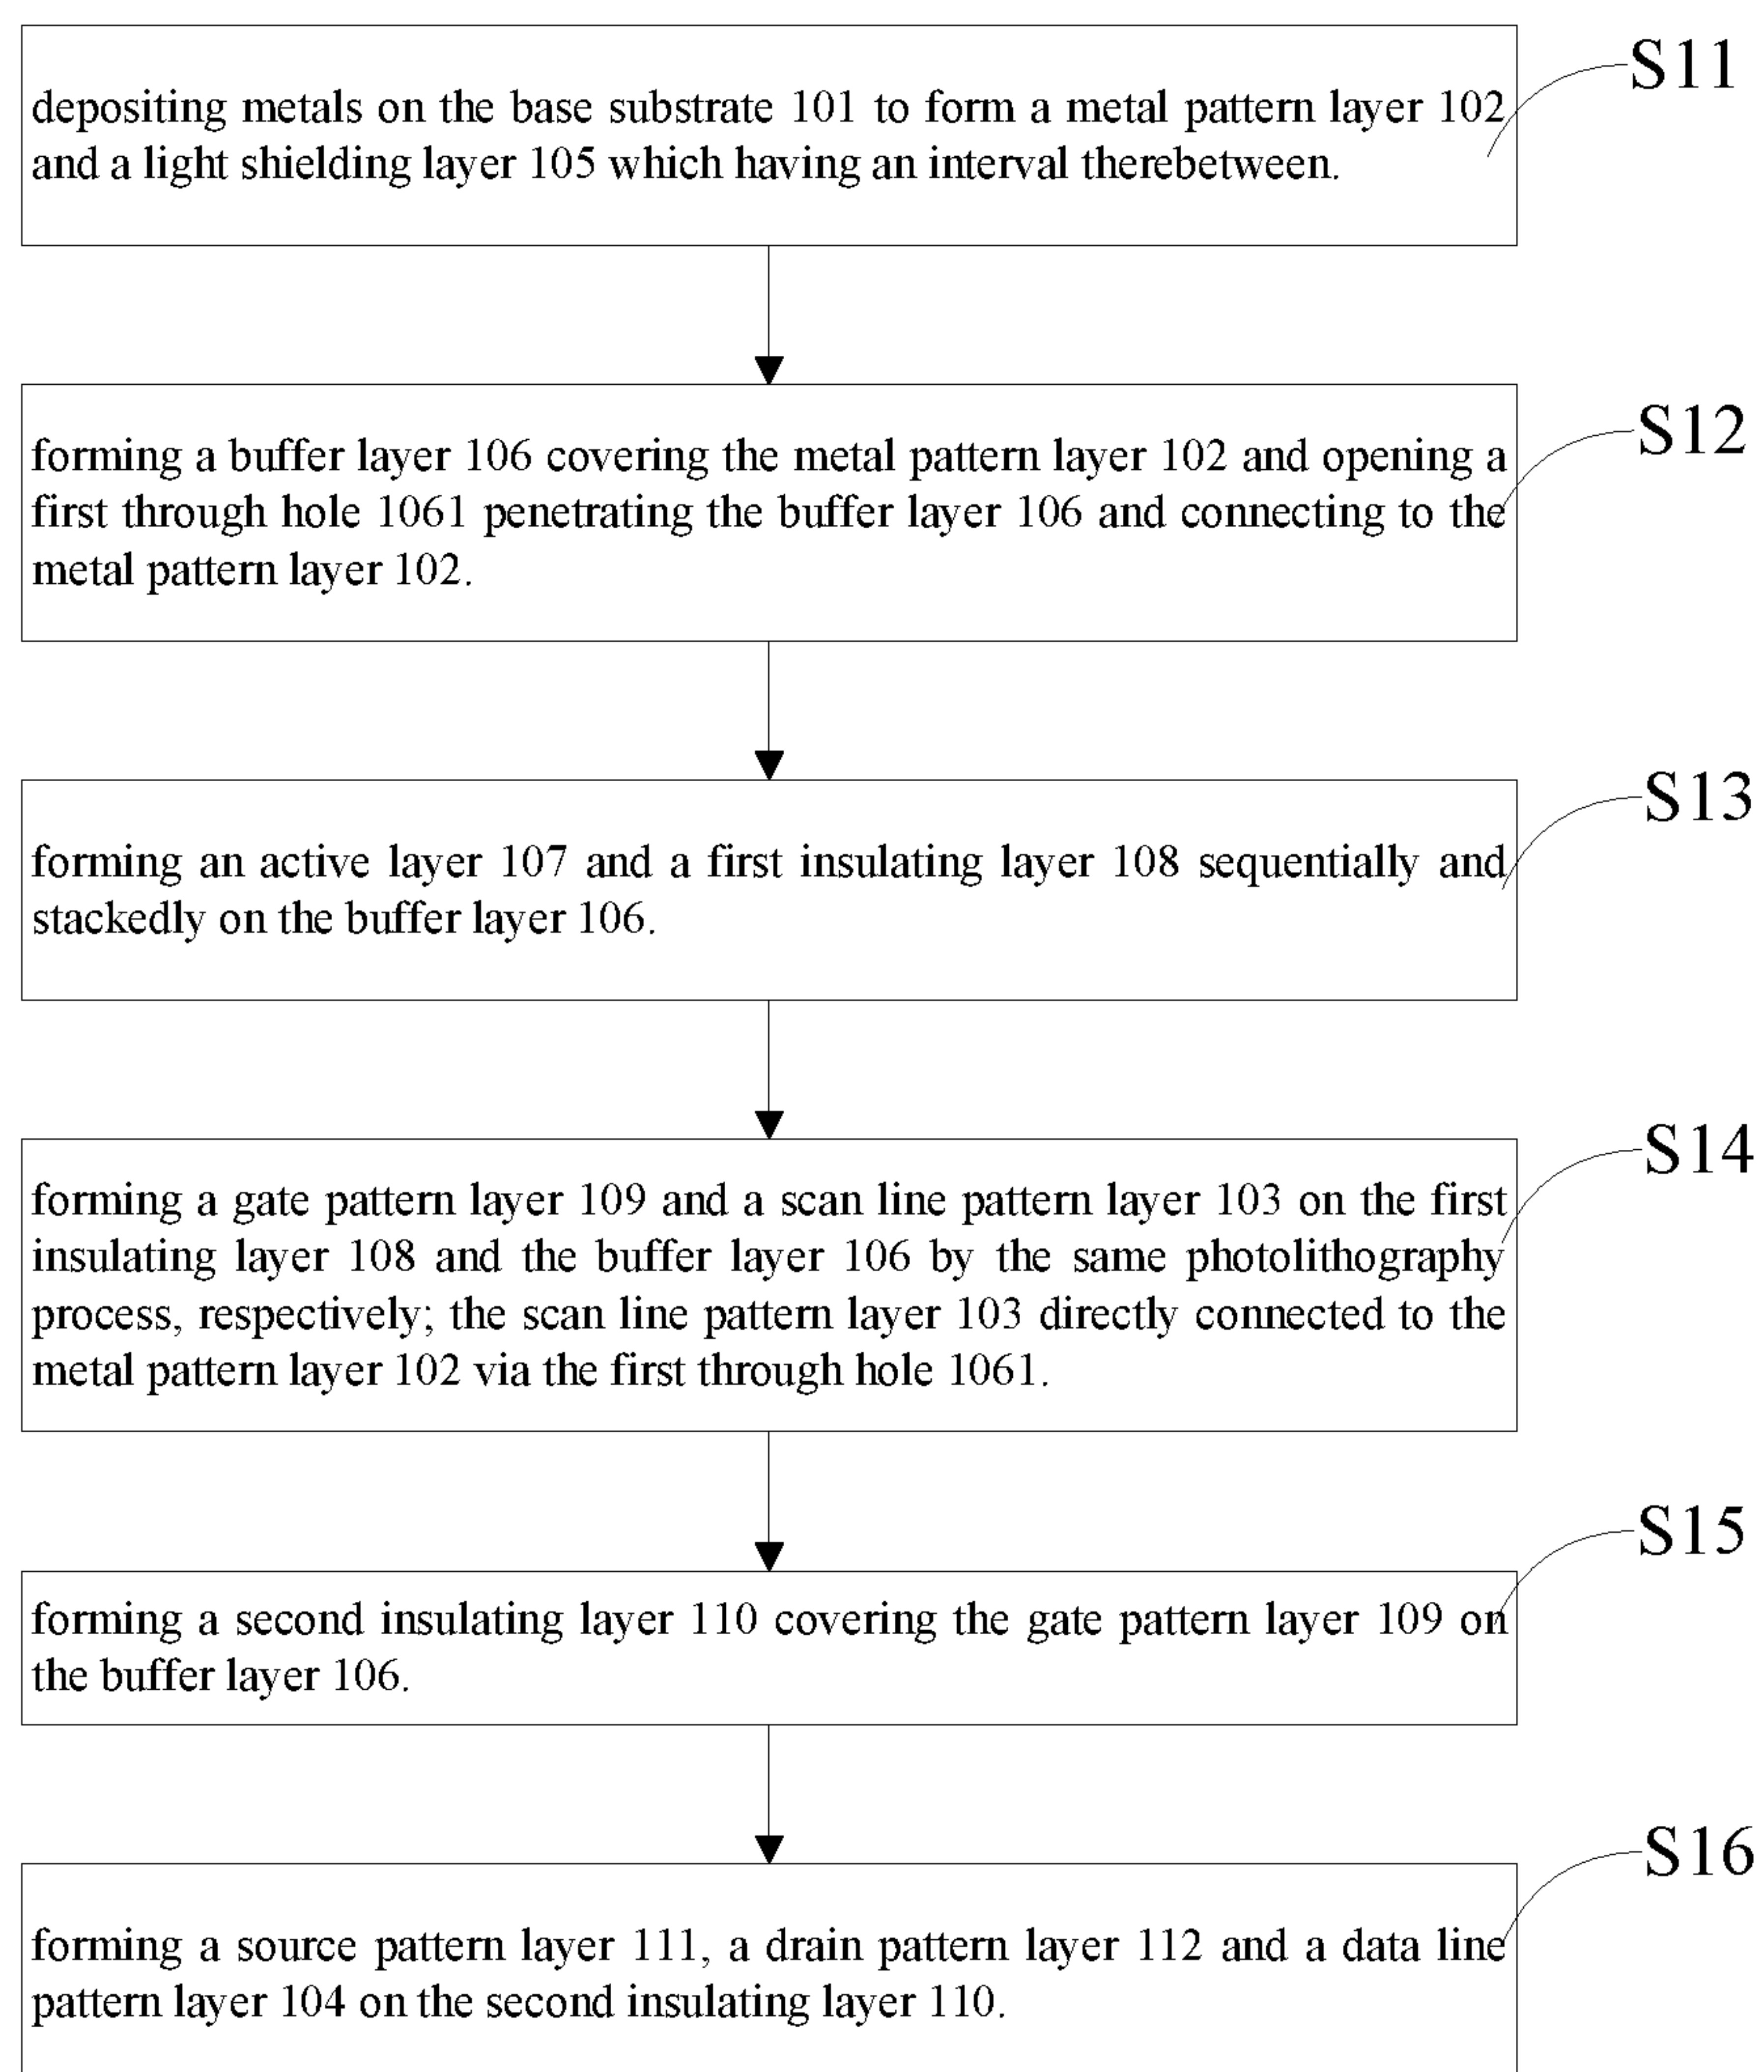 S11
depositing metals on the base substrate 101 to form a metal pattern layer 102
and a light shielding layer 105 which having an interval therebetween.
S12
forming a buffer layer 106 covering the metal pattern layer 102 and opening a
first through hole 1061 penetrating the buffer layer 106 and connecting to the
metal pattern layer 102.
S13
forming an active layer 107 and a first insulating layer 108 sequentially and
stackedly on the buffer layer 106.
S14
forming a gate pattern layer 109 and a scan line pattern layer 103 on the first
insulating layer 108 and the buffer layer 106 by the same photolithography
process, respectively; the scan line pattern layer 103 directly connected to the
metal pattern layer 102 via the first through hole 1061.
S15
forming a second insulating layer 110 covering the gate pattern layer 109 on
the buffer layer 106.
S16
forming a source pattern layer 111, a drain pattern layer 112 and a data line
pattern layer 104 on the second insulating layer 110.